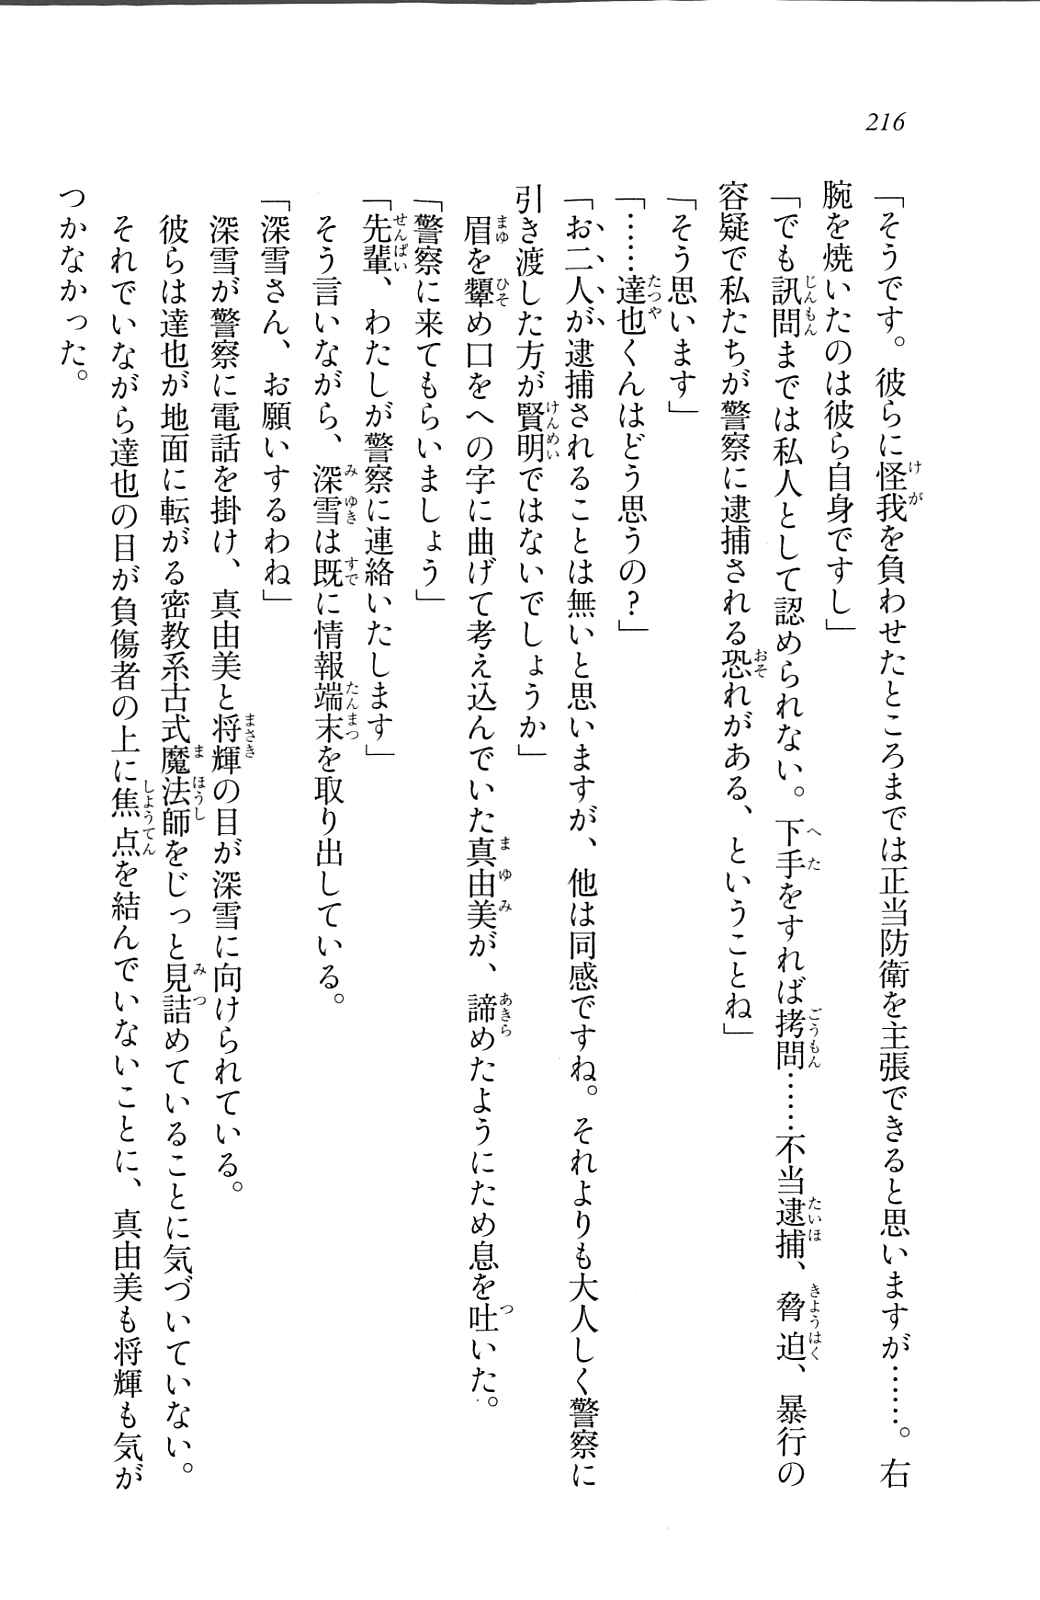 216
「そうです。彼らに怪我を負わせたところまでは正当防衛を主張できると思いますが……。右
腕を焼いたのは彼ら自身ですし」
「でも訊問までは私人として認められない。下手をすれば拷問……不当逮捕、脅迫、暴行の
容疑で私たちが警察に逮捕される恐れがある、ということね」
「そう思います」
「……達也くんはどう思うの？」
「お二人が逮捕されることは無いと思いますが、他は同感ですね。それよりも大人しく警察に
引き渡した方が賢明ではないでしょうか」
眉を顰め口をへの字に曲げて考え込んでいた真由美が、諦めたようにため息を吐いた。
「警察に来てもらいましょう」
「先輩、わたしが警察に連絡いたします」
そう言いながら、深雪は既に情報端末を取り出している。
「深雪さん、お願いするわね」
深雪が警察に電話を掛け、真由美と将輝の目が深雪に向けられている。
彼らは達也が地面に転がる密教系古式魔法師をじっと見詰めていることに気づいていない。
それでいながら達也の目が負傷者の上に焦点を結んでいないことに、真由美も将輝も気が
つかなかった。